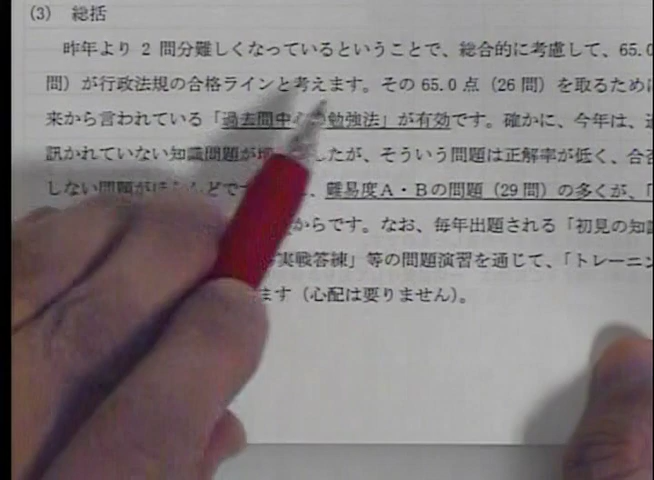 (3) 総括
昨年より 2 問分難しくなっているということで、総合的に考慮して、65.0
問）が行政法規の合格ラインと考えます。その 65.0 点（26 問）を取るために
来から言われている「過去問中心の勉強法」が有効です。確かに、今年は、
訊かれていない知識問題が増 したが、そういう問題は正解率が低く、合否
しない問題がほとんどで 、難易度Ａ・Ｂの問題（29 問）の多くが、「
からです。なお、毎年出題される「初見の知識
実戦答練」等の問題演習を通じて、「トレーニン
ます（心配は要りません）。